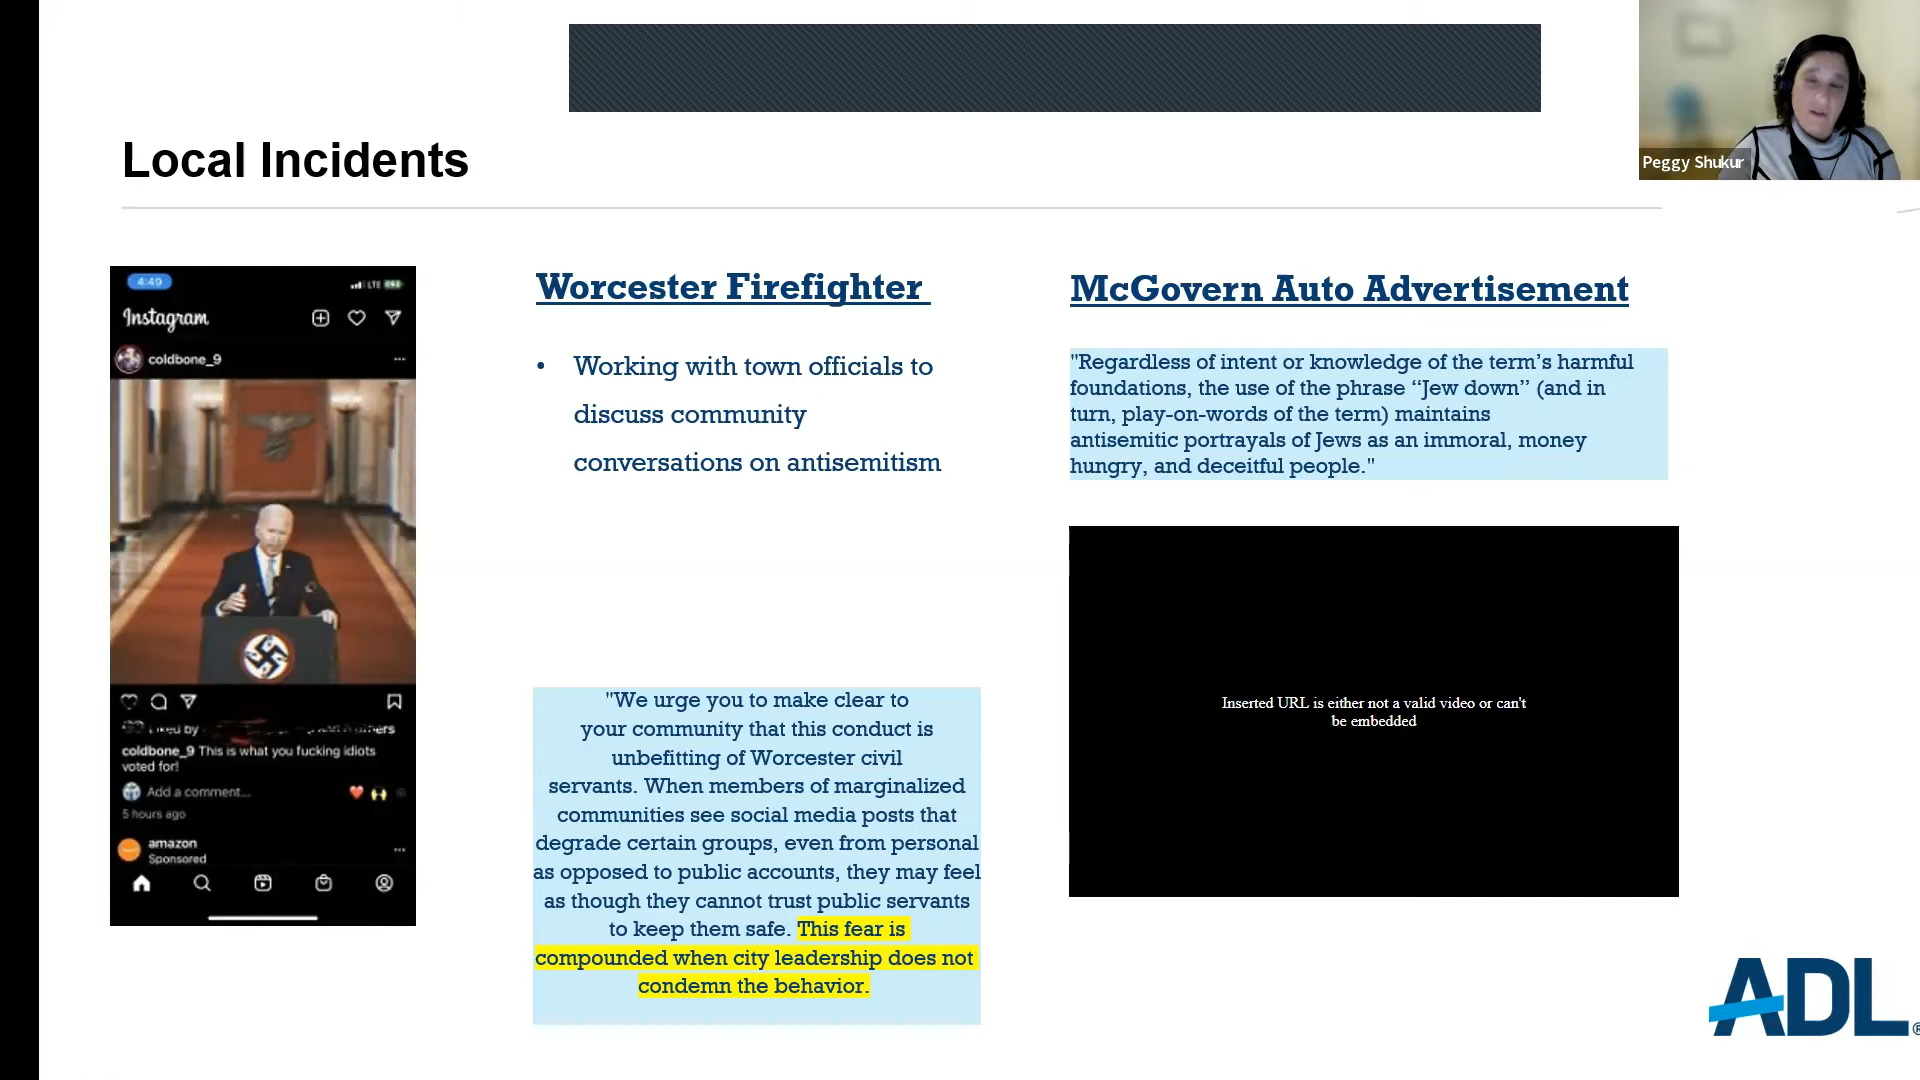 Peggy Shukur
Local Incidents
4:49
LTE
Instagram
coldbone_9
Liked by
coldbone_9 This is what you fucking idiots
voted for!
Add a comment...
5 hours ago
amazon
Sponsored
Worcester Firefighter
• Working with town officials to
discuss community
conversations on antisemitism
"We urge you to make clear to
your community that this conduct is
unbefitting of Worcester civil
servants. When members of marginalized
communities see social media posts that
degrade certain groups, even from personal
as opposed to public accounts, they may feel
as though they cannot trust public servants
to keep them safe. This fear is
compounded when city leadership does not
condemn the behavior.
McGovern Auto Advertisement
"Regardless of intent or knowledge of the term’s harmful
foundations, the use of the phrase “Jew down” (and in
turn, play-on-words of the term) maintains
antisemitic portrayals of Jews as an immoral, money
hungry, and deceitful people."
Inserted URL is either not a valid video or can't
be embedded
ADL®